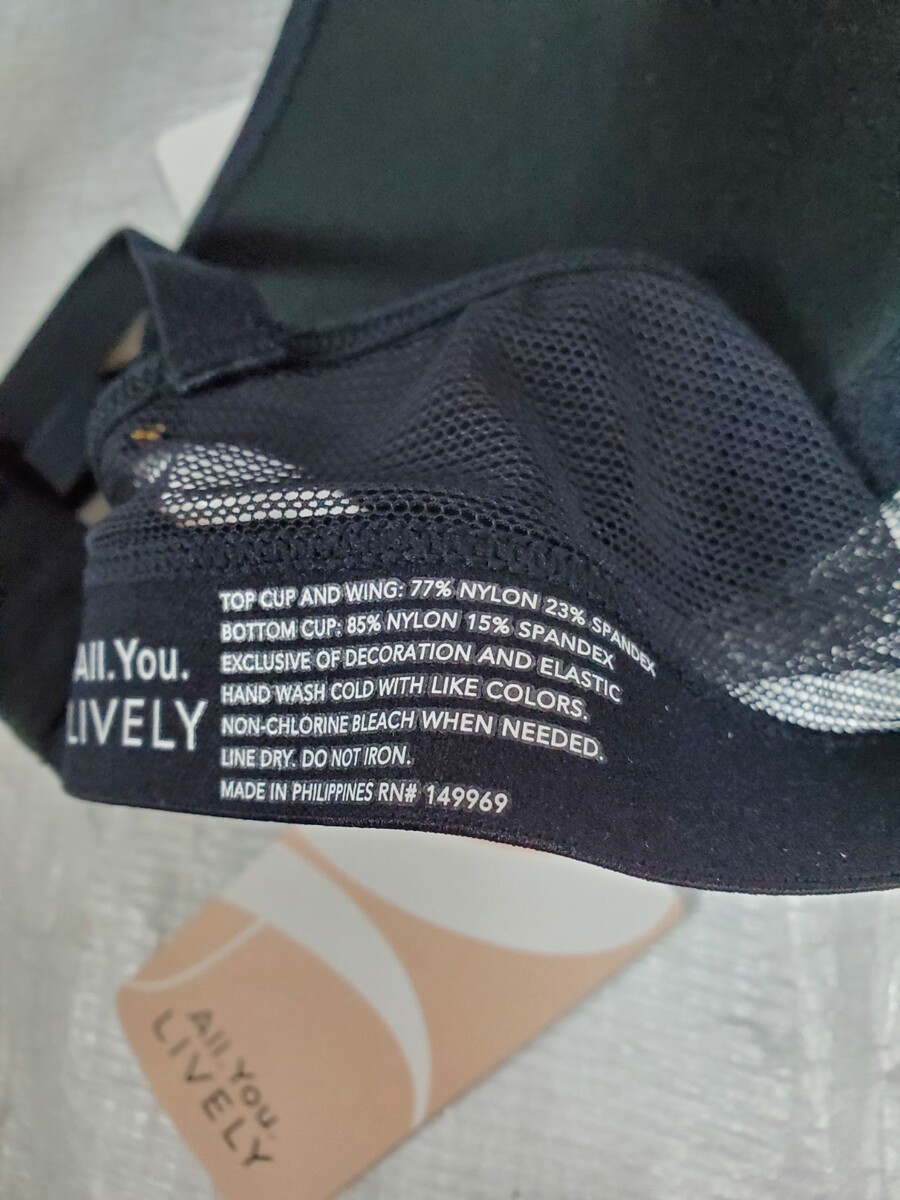 All.You.
LIVELY
TOP CUP AND WING: 77% NYLON 23% SPANDEX
BOTTOM CUP: 85% NYLON 15% SPANDEX
EXCLUSIVE OF DECORATION AND ELASTIC
HAND WASH COLD WITH LIKE COLORS.
NON-CHLORINE BLEACH WHEN NEEDED.
LINE DRY. DO NOT IRON.
MADE IN PHILIPPINES RN# 149969
All.You.
LIVELY